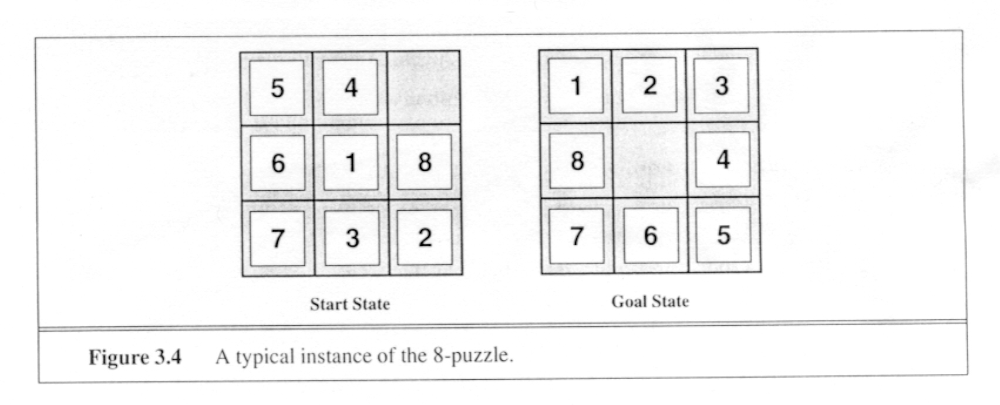 5 4
6 1 8
7 3 2
Start State
1 2 3
8 4
7 6 5
Goal State
Figure 3.4 A typical instance of the 8-puzzle.